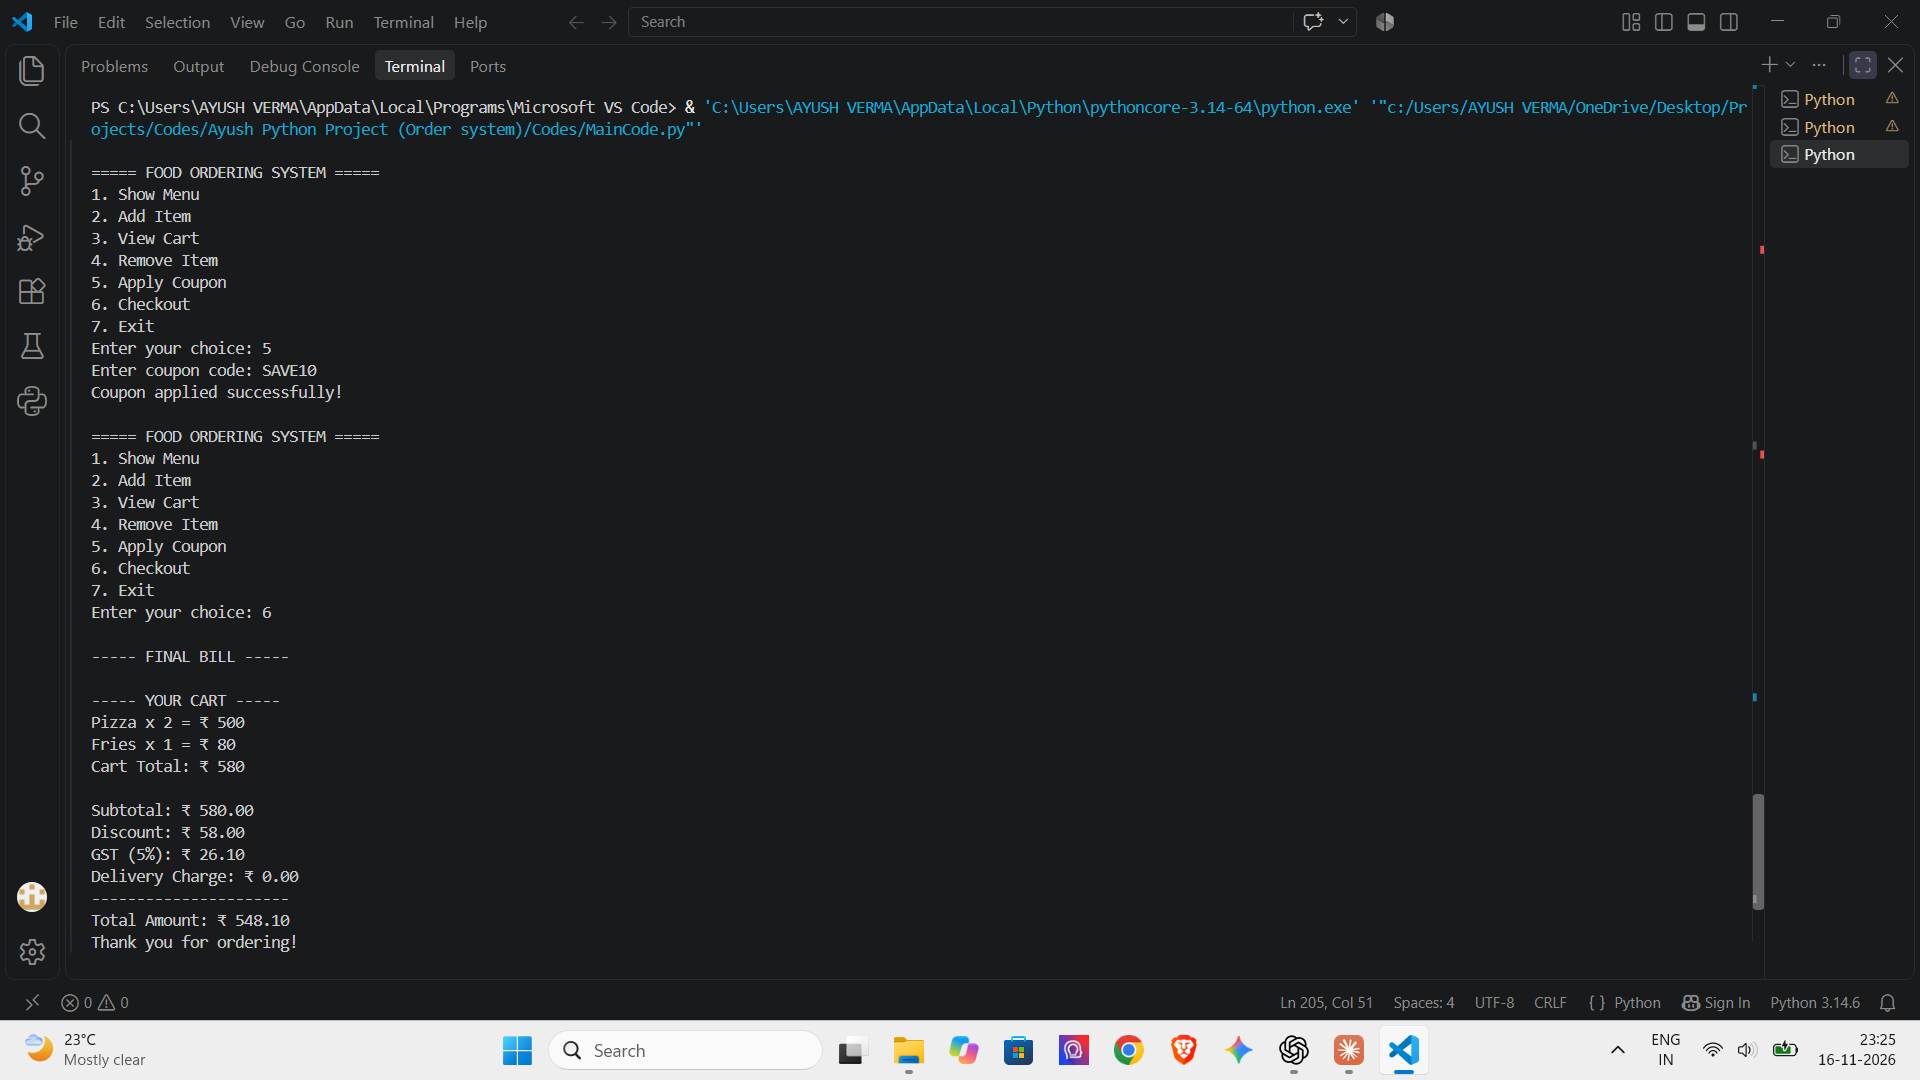 File Edit Selection View Go Run Terminal Help
Search
Problems Output Debug Console Terminal Ports
PS C:\Users\AYUSH VERMA\AppData\Local\Programs\Microsoft VS Code> & 'C:\Users\AYUSH VERMA\AppData\Local\Python\pythoncore-3.14-64\python.exe' '"c:/Users/AYUSH VERMA/OneDrive/Desktop/Pr
ojects/Codes/Ayush Python Project (Order system)/Codes/MainCode.py"'
===== FOOD ORDERING SYSTEM =====
1. Show Menu
2. Add Item
3. View Cart
4. Remove Item
5. Apply Coupon
6. Checkout
7. Exit
Enter your choice: 5
Enter coupon code: SAVE10
Coupon applied successfully!
===== FOOD ORDERING SYSTEM =====
1. Show Menu
2. Add Item
3. View Cart
4. Remove Item
5. Apply Coupon
6. Checkout
7. Exit
Enter your choice: 6
----- FINAL BILL -----
----- YOUR CART -----
Pizza x 2 = ₹ 500
Fries x 1 = ₹ 80
Cart Total: ₹ 580
Subtotal: ₹ 580.00
Discount: ₹ 58.00
GST (5%): ₹ 26.10
Delivery Charge: ₹ 0.00
----------------------
Total Amount: ₹ 548.10
Thank you for ordering!
Python
Python
Python
0 0
Ln 205, Col 51 Spaces: 4 UTF-8 CRLF { } Python Sign In Python 3.14.6
23°C
Mostly clear
Search
ENG
IN
23:25
16-11-2026